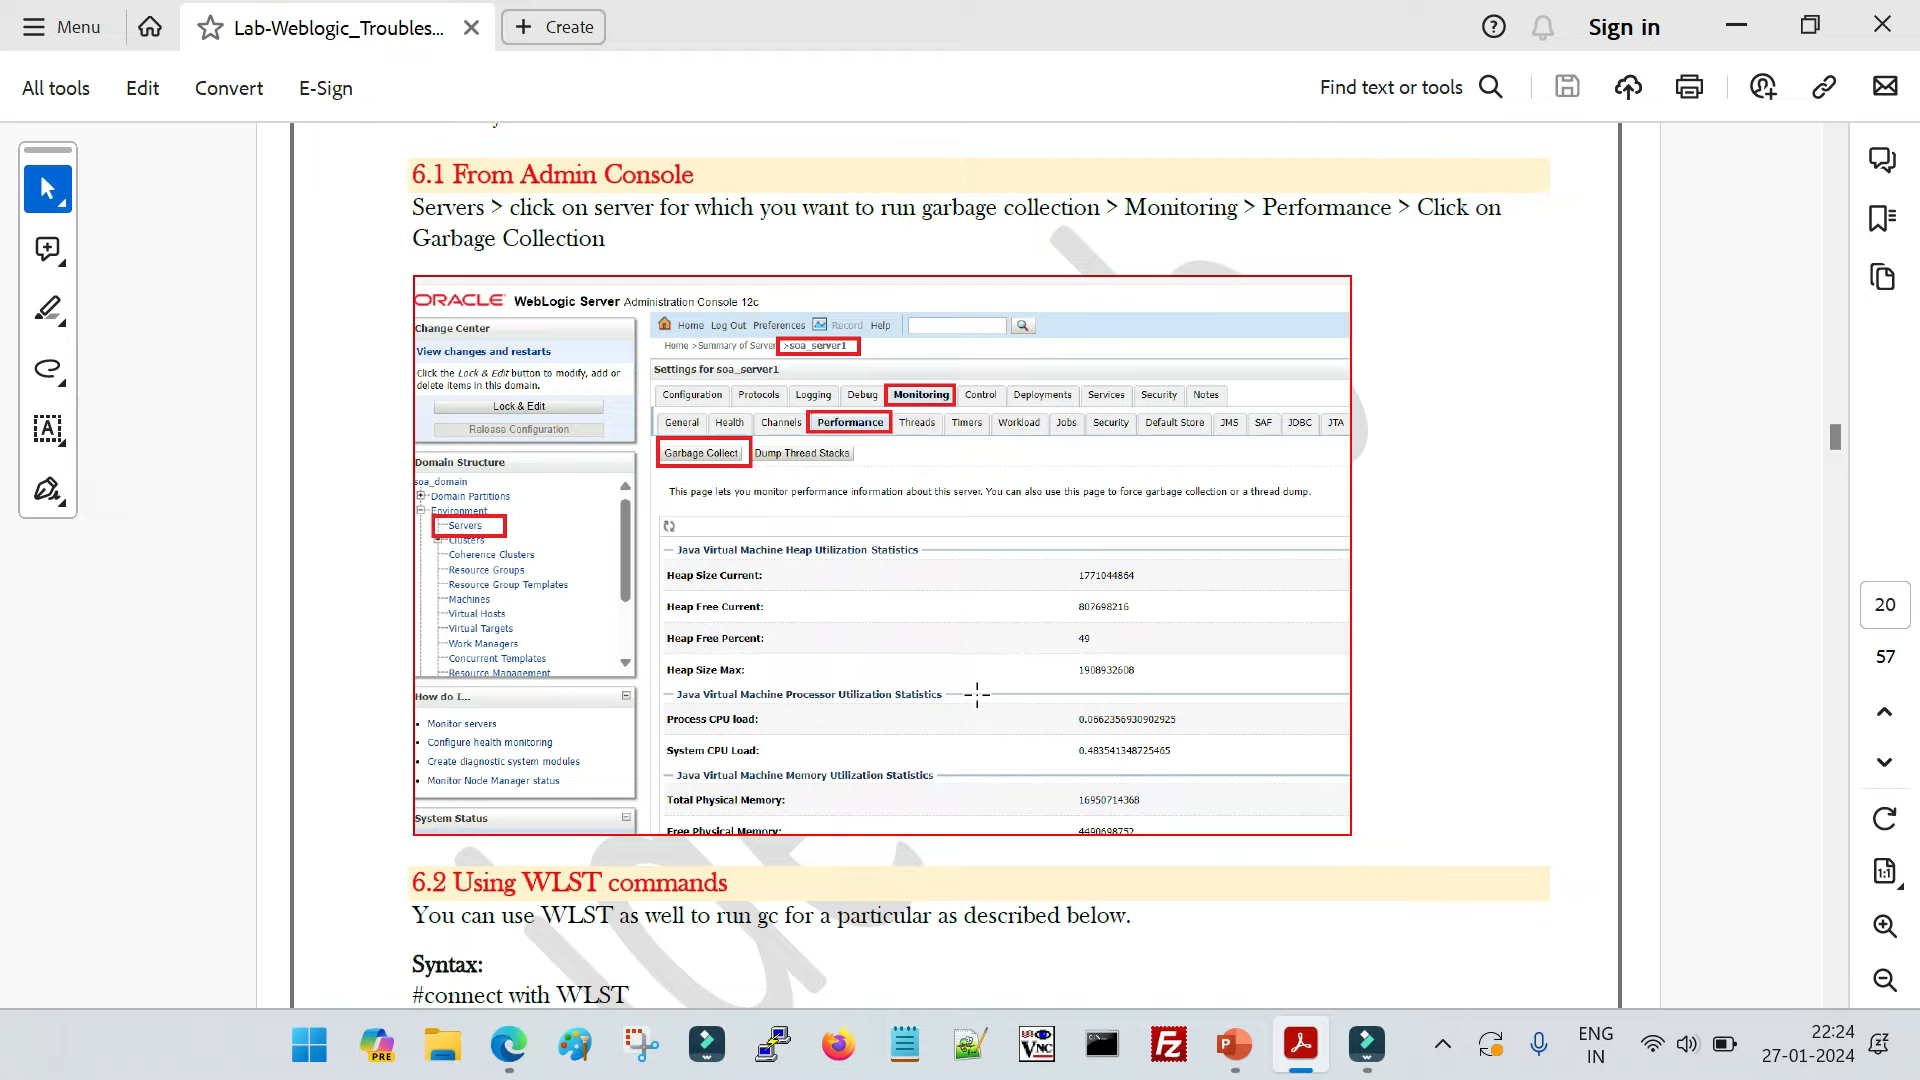 Menu
Lab-Weblogic_Troubles...
Create
Sign in
All tools
Edit
Convert
E-Sign
Find text or tools
6.1 From Admin Console
Servers > click on server for which you want to run garbage collection > Monitoring > Performance > Click on
Garbage Collection
ORACLE WebLogic Server Administration Console 12c
Change Center
View changes and restarts
Click the Lock & Edit button to modify, add or
delete items in this domain.
Lock & Edit
Release Configuration
Domain Structure
soa_domain
Domain Partitions
Environment
Servers
Clusters
Coherence Clusters
Resource Groups
Resource Group Templates
Machines
Virtual Hosts
Virtual Targets
Work Managers
Concurrent Templates
Resource Management
How do I...
Monitor servers
Configure health monitoring
Create diagnostic system modules
Monitor Node Manager status
System Status
Home Log Out Preferences Record Help
Home >Summary of Server >soa_server1
Settings for soa_server1
Configuration Protocols Logging Debug Monitoring Control Deployments Services Security Notes
General Health Channels Performance Threads Timers Workload Jobs Security Default Store JMS SAF JDBC JTA
Garbage Collect Dump Thread Stacks
This page lets you monitor performance information about this server. You can also use this page to force garbage collection or a thread dump.
Java Virtual Machine Heap Utilization Statistics
Heap Size Current: 1771044864
Heap Free Current: 807698216
Heap Free Percent: 49
Heap Size Max: 1908932608
Java Virtual Machine Processor Utilization Statistics
Process CPU load: 0.0662356930902925
System CPU Load: 0.483541348725465
Java Virtual Machine Memory Utilization Statistics
Total Physical Memory: 16950714368
Free Physical Memory: 4490698752
6.2 Using WLST commands
You can use WLST as well to run gc for a particular as described below.
Syntax:
#connect with WLST
20
57
1:1
PRE
VNC
ENG
IN
22:24
27-01-2024